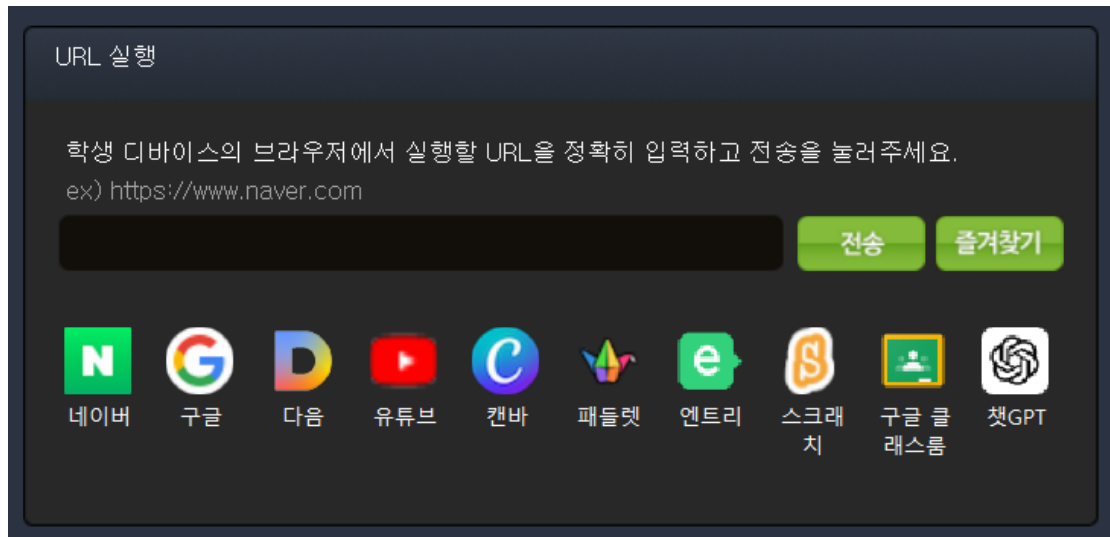 URL 실행
학생 디바이스의 브라우저에서 실행할 URL을 정확히 입력하고 전송을 눌러주세요.
ex) https://www.naver.com
전송 즐겨찾기
네이버 구글 다음 유튜브 캔바 패들렛 엔트리 스크래치 구글 클래스룸 챗GPT